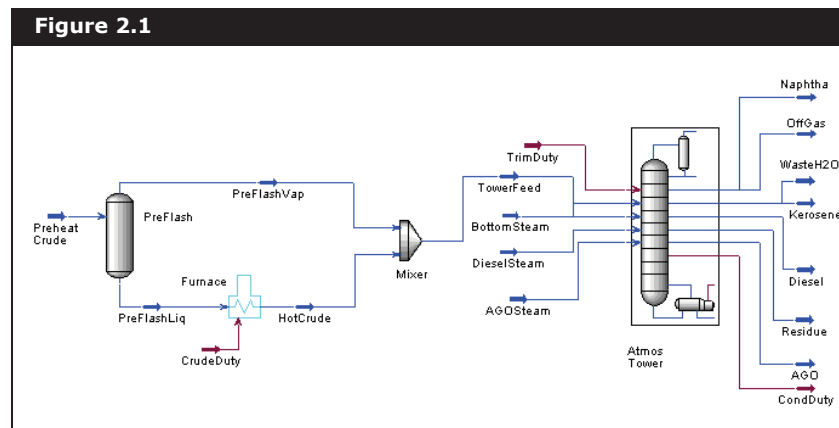 Figure 2.1
Naphtha
OffGas
WasteH2O
Kerosene
Diesel
Residue
AGO
CondDuty
TrimDuty
TowerFeed
BottomSteam
DieselSteam
AGOSteam
Atmos
Tower
PreFlashVap
PreFlash
Preheat
Crude
Mixer
Furnace
PreFlashLiq
HotCrude
CrudeDuty